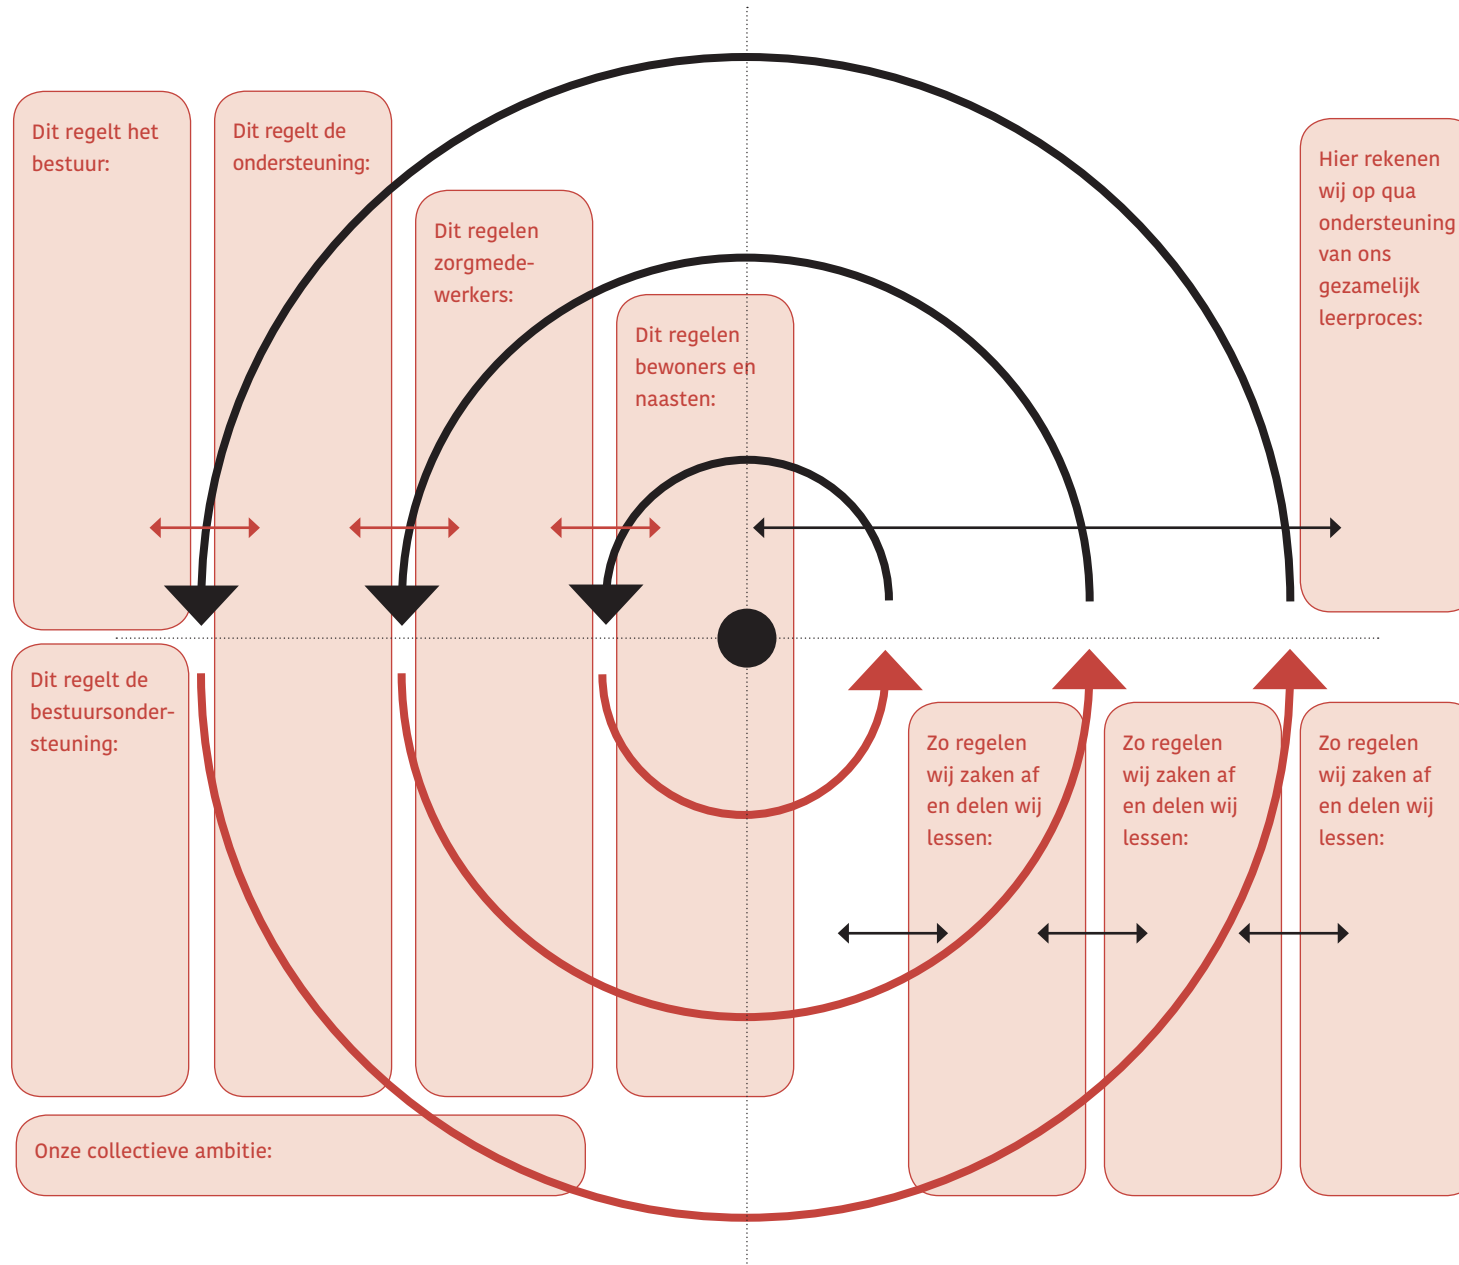 Dit regelt het
bestuur:
Dit regelt de
ondersteuning:
Dit regelen
zorgmede-
werkers:
Dit regelen
bewoners en
naasten:
Hier rekenen
wij op qua
ondersteuning
van ons
gezamelijk
leerproces:
Dit regelt de
bestuursonder-
steuning:
Zo regelen
wij zaken af
en delen wij
lessen:
Zo regelen
wij zaken af
en delen wij
lessen:
Zo regelen
wij zaken af
en delen wij
lessen:
Onze collectieve ambitie: